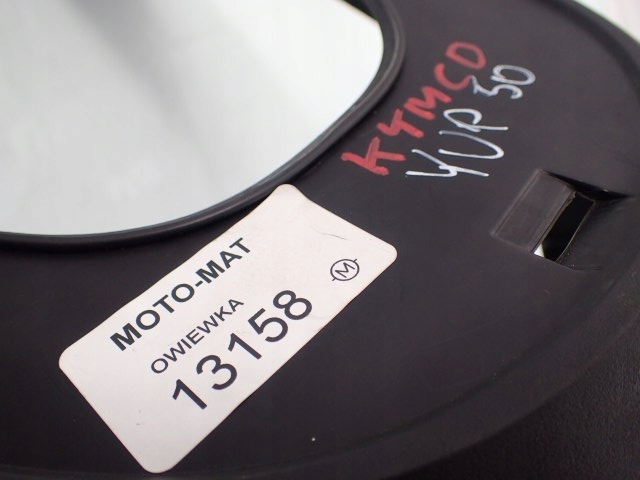 KYMCO
YUP 50
MOTO-MAT
OWIEWKA
13158
M